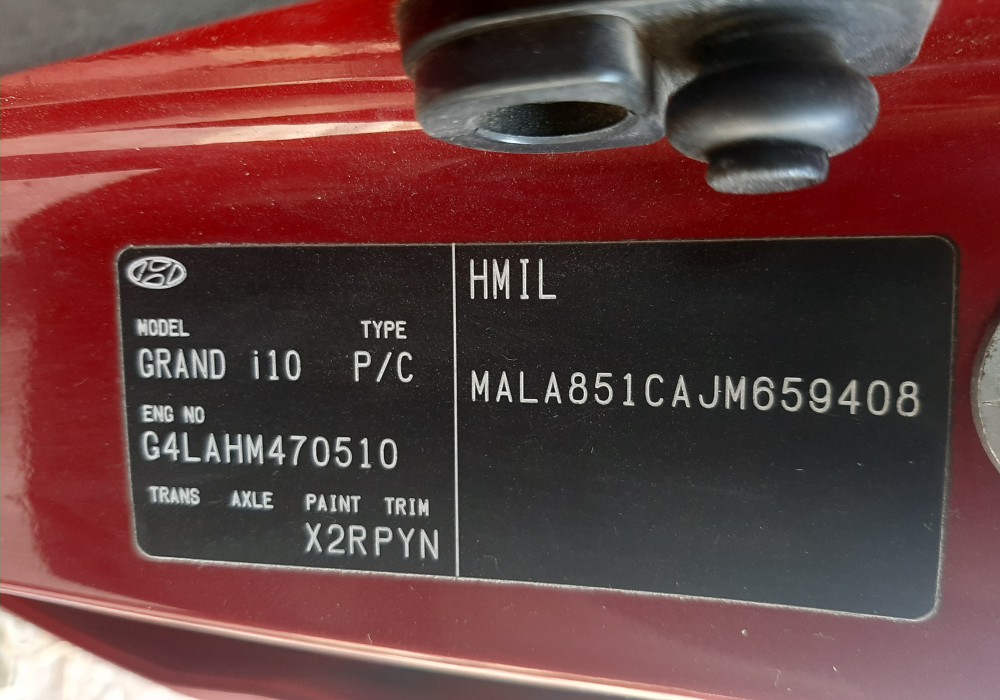 MODEL TYPE
GRAND i10 P/C
ENG NO
G4LAHM470510
TRANS AXLE PAINT TRIM
X2RPYN
HMIL
MALA851CAJM659408